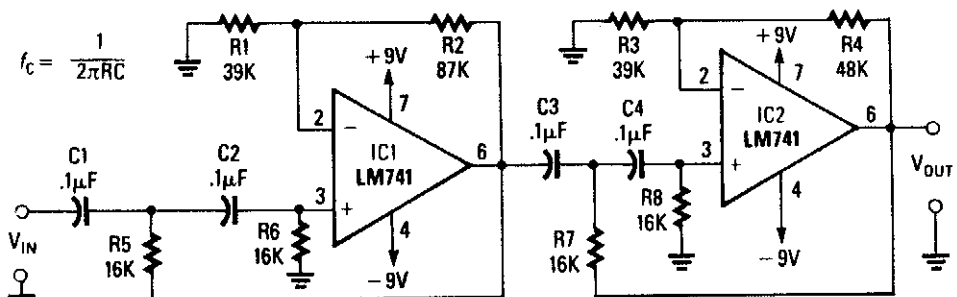 f_C = 1 / 2πRC
R1
39K
R2
87K
+9V
7
2
−
IC1
LM741
6
3
+
4
−9V
C1
.1μF
C2
.1μF
V_IN
R5
16K
R6
16K
R3
39K
R4
48K
+9V
7
2
−
IC2
LM741
6
3
+
4
−9V
C3
.1μF
C4
.1μF
R8
16K
R7
16K
V_OUT